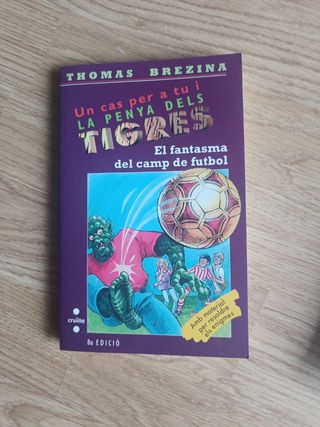 THOMAS BREZINA
Un cas per a tu i
LA PENYA DELS
TIGRES
El fantasma
del camp de futbol
Amb material
per resoldre
els enigmes
cruïlla
8a EDICIÓ